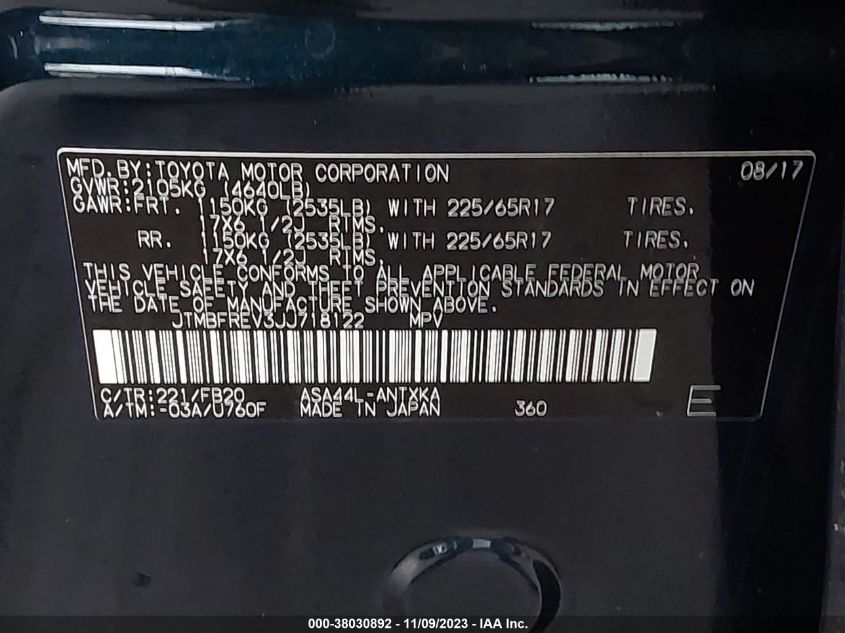 MFD.BY:TOYOTA MOTOR CORPORATION 08/17
GVWR:2105KG (4640LB)
GAWR:FRT. 1150KG (2535LB) WITH 225/65R17 TIRES,
17X6 1/2J RIMS,
RR. 1150KG (2535LB) WITH 225/65R17 TIRES,
17X6 1/2J RIMS,
THIS VEHICLE CONFORMS TO ALL APPLICABLE FEDERAL MOTOR
VEHICLE SAFETY AND THEFT PREVENTION STANDARDS IN EFFECT ON
THE DATE OF MANUFACTURE SHOWN ABOVE.
JTMBFREV3JJ718122 MPV
C/TR:221/FB20 ASA44L-ANTXKA
A/TM:-03A/U760F MADE IN JAPAN 360 E
000-38030892 - 11/09/2023 - IAA Inc.